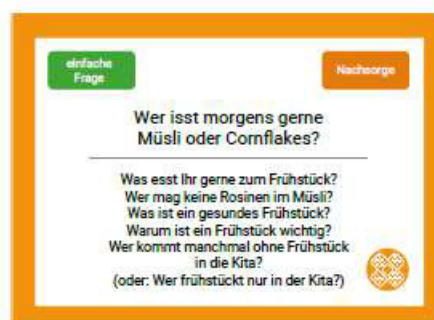 einfache
Frage
Nachsorge
Wer isst morgens gerne
Müsli oder Cornflakes?
Was esst Ihr gerne zum Frühstück?
Wer mag keine Rosinen im Müsli?
Was ist ein gesundes Frühstück?
Warum ist ein Frühstück wichtig?
Wer kommt manchmal ohne Frühstück
in die Kita?
(oder: Wer frühstückt nur in der Kita?)